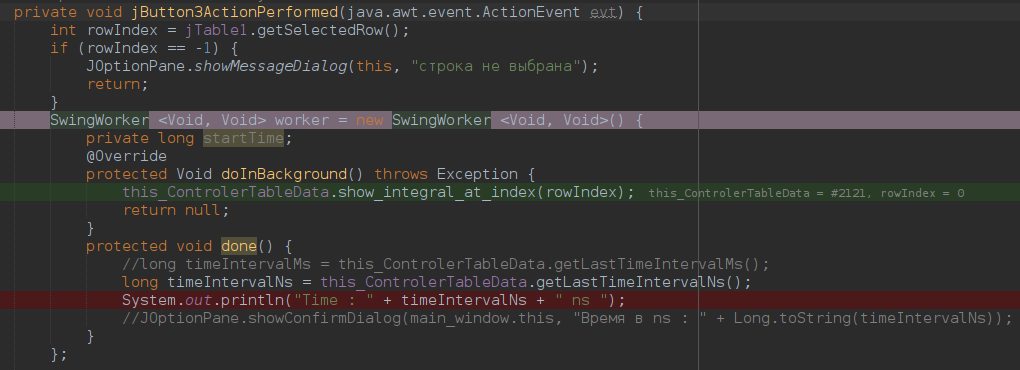 private void jButton3ActionPerformed(java.awt.event.ActionEvent evt) {
int rowIndex = jTable1.getSelectedRow();
if (rowIndex == -1) {
JOptionPane.showMessageDialog(this, "строка не выбрана");
return;
}
SwingWorker <Void, Void> worker = new SwingWorker <Void, Void>() {
private long startTime;
@Override
protected Void doInBackground() throws Exception {
this_ControlerTableData.show_integral_at_index(rowIndex); this_ControlerTableData = #2121, rowIndex = 0
return null;
}
protected void done() {
//long timeIntervalMs = this_ControlerTableData.getLastTimeIntervalMs();
long timeIntervalNs = this_ControlerTableData.getLastTimeIntervalNs();
System.out.println("Time : " + timeIntervalNs + " ns ");
//JOptionPane.showConfirmDialog(main_window.this, "Время в ns : " + Long.toString(timeIntervalNs));
}
};